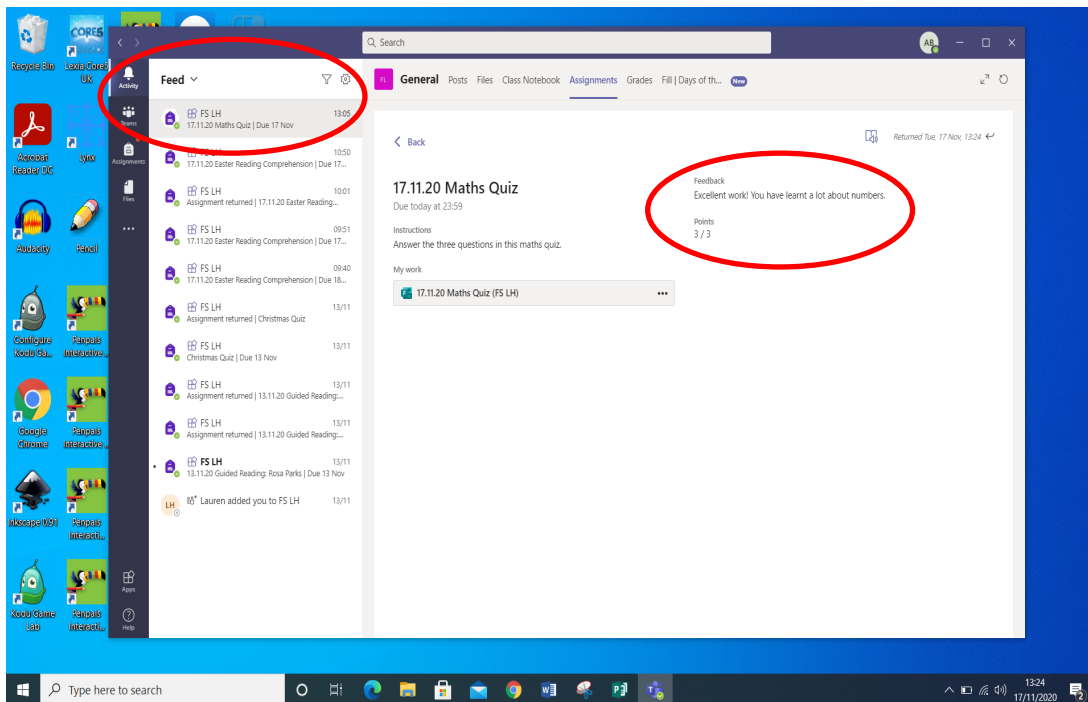 Recycle Bin
CORE5
Lexia Core5 UK
Acrobat Reader DC
Lynx
Audacity
Pencil
Configure Kodu Ga...
Penpals Interactive...
Google Chrome
Penpals Interactive...
Inkscape 0.91
Penpals Interacti...
Kodu Game Lab
Penpals Interacti...
Search
AB
Activity
Teams
Assignments
Files
Apps
Help
Feed
FS LH 13:05
17.11.20 Maths Quiz | Due 17 Nov
FS LH 10:50
17.11.20 Easter Reading Comprehension | Due 17...
FS LH 10:01
Assignment returned | 17.11.20 Easter Reading...
FS LH 09:51
17.11.20 Easter Reading Comprehension | Due 17...
FS LH 09:40
17.11.20 Easter Reading Comprehension | Due 18...
FS LH 13/11
Assignment returned | Christmas Quiz
FS LH 13/11
Christmas Quiz | Due 13 Nov
FS LH 13/11
Assignment returned | 13.11.20 Guided Reading:...
FS LH 13/11
Assignment returned | 13.11.20 Guided Reading:...
FS LH 13/11
13.11.20 Guided Reading: Rosa Parks | Due 13 Nov
LH Lauren added you to FS LH 13/11
FL General Posts Files Class Notebook Assignments Grades Fill | Days of th... New
Back
Returned Tue, 17 Nov, 13:24
17.11.20 Maths Quiz
Due today at 23:59
Instructions
Answer the three questions in this maths quiz.
My work
17.11.20 Maths Quiz (FS LH)
Feedback
Excellent work! You have learnt a lot about numbers.
Points
3 / 3
Type here to search
13:24
17/11/2020
2